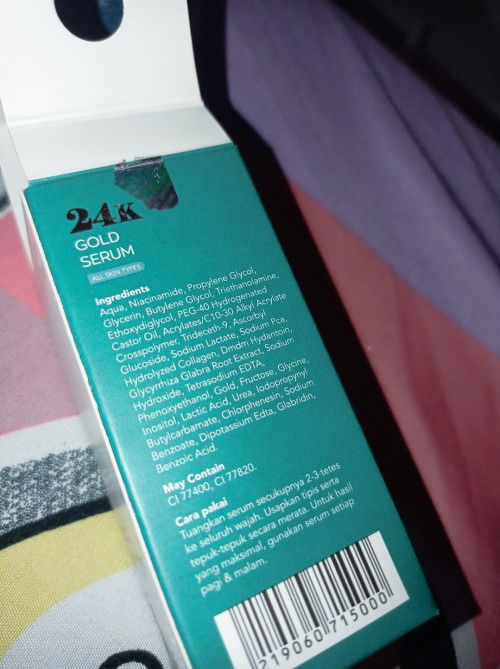 24K
GOLD
SERUM
ALL SKIN TYPES
Ingredients
Aqua, Niacinamide, Propylene Glycol,
Glycerin, Butylene Glycol, Triethanolamine,
Ethoxydiglycol, PEG-40 Hydrogenated
Castor Oil, Acrylates/C10-30 Alkyl Acrylate
Crosspolymer, Trideceth-9, Ascorbyl
Glucoside, Sodium Lactate, Sodium Pca,
Hydrolyzed Collagen, Dmdm Hydantoin,
Glycyrrhiza Glabra Root Extract, Sodium
Hydroxide, Tetrasodium EDTA,
Phenoxyethanol, Gold, Fructose, Glycine,
Inositol, Lactic Acid, Urea, Iodopropynyl
Butylcarbamate, Chlorphenesin, Sodium
Benzoate, Dipotassium Edta, Glabridin,
Benzoic Acid.
May Contain
CI 77400, CI 77820.
Cara pakai
Tuangkan serum secukupnya 2-3 tetes
ke seluruh wajah. Usapkan tipis serta
tepuk-tepuk secara merata. Untuk hasil
yang maksimal, gunakan serum setiap
pagi & malam.
719060 715000